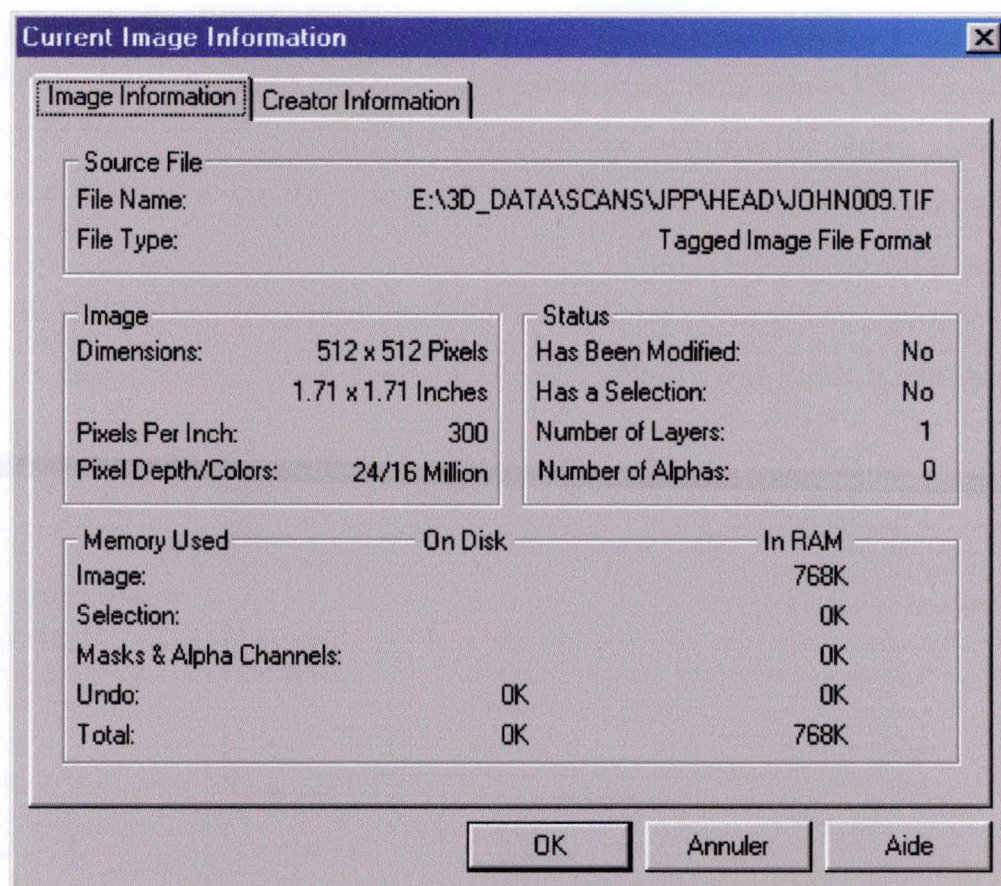 Current Image Information
Image Information Creator Information
Source File
File Name: E:\3D_DATA\SCANS\JPP\HEAD\JOHN009.TIF
File Type: Tagged Image File Format
Image
Dimensions: 512 x 512 Pixels
1.71 x 1.71 Inches
Pixels Per Inch: 300
Pixel Depth/Colors: 24/16 Million
Status
Has Been Modified: No
Has a Selection: No
Number of Layers: 1
Number of Alphas: 0
Memory Used On Disk In RAM
Image: 768K
Selection: 0K
Masks & Alpha Channels: 0K
Undo: 0K 0K
Total: 0K 768K
OK Annuler Aide